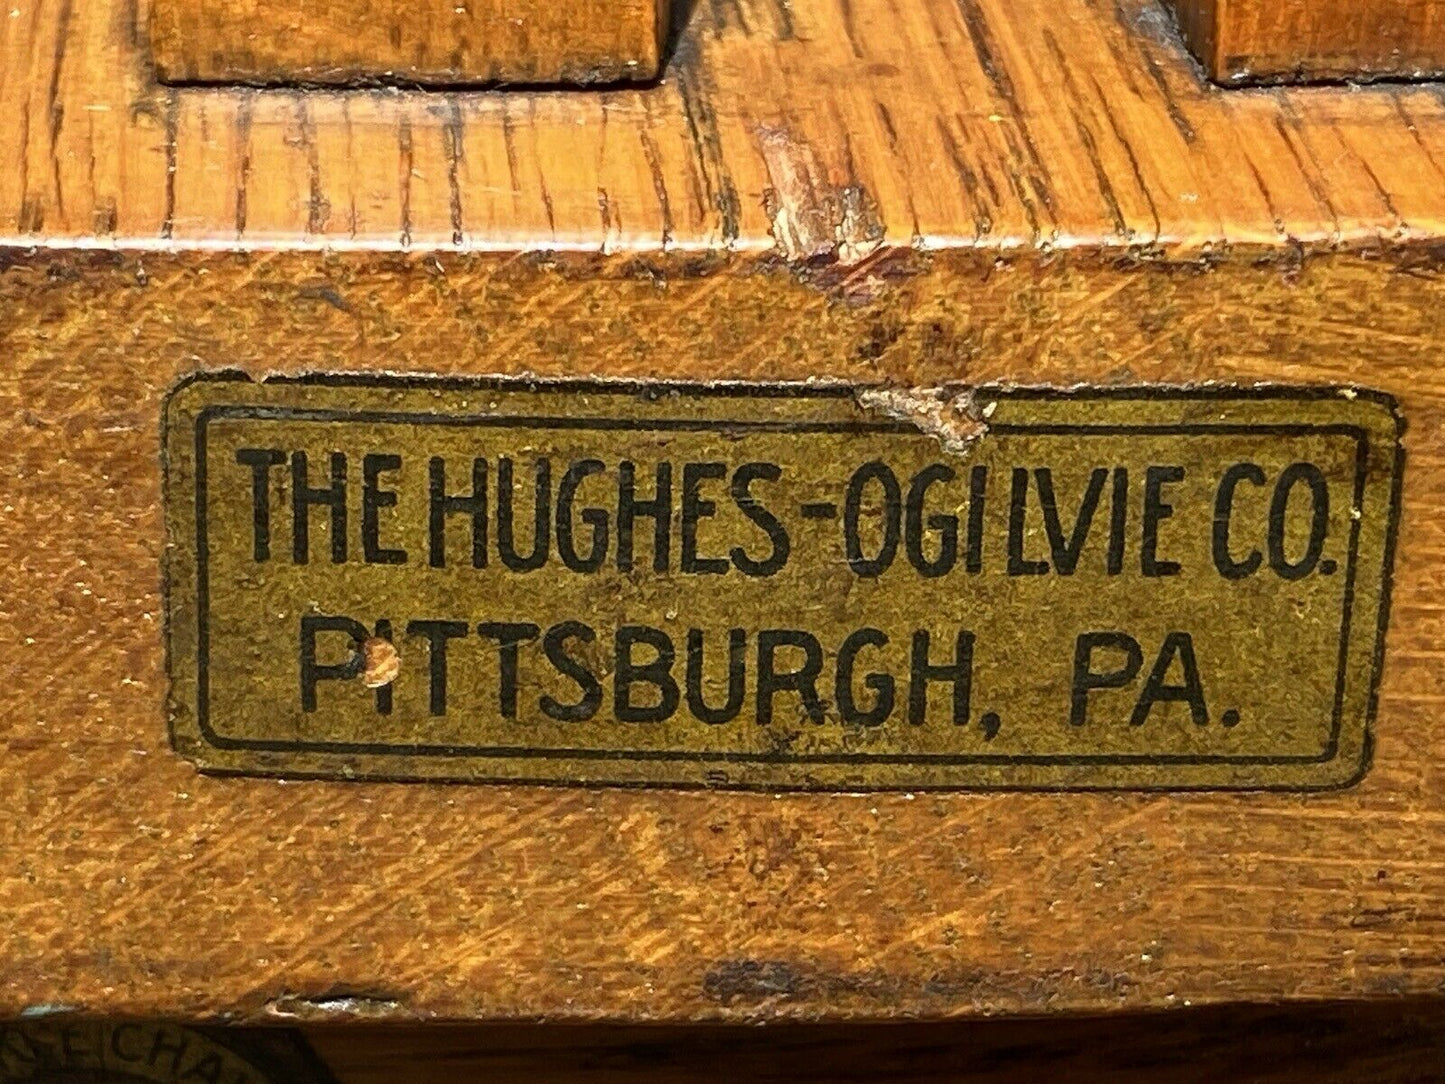 THE HUGHES-OGILVIE CO.
PITTSBURGH, PA.